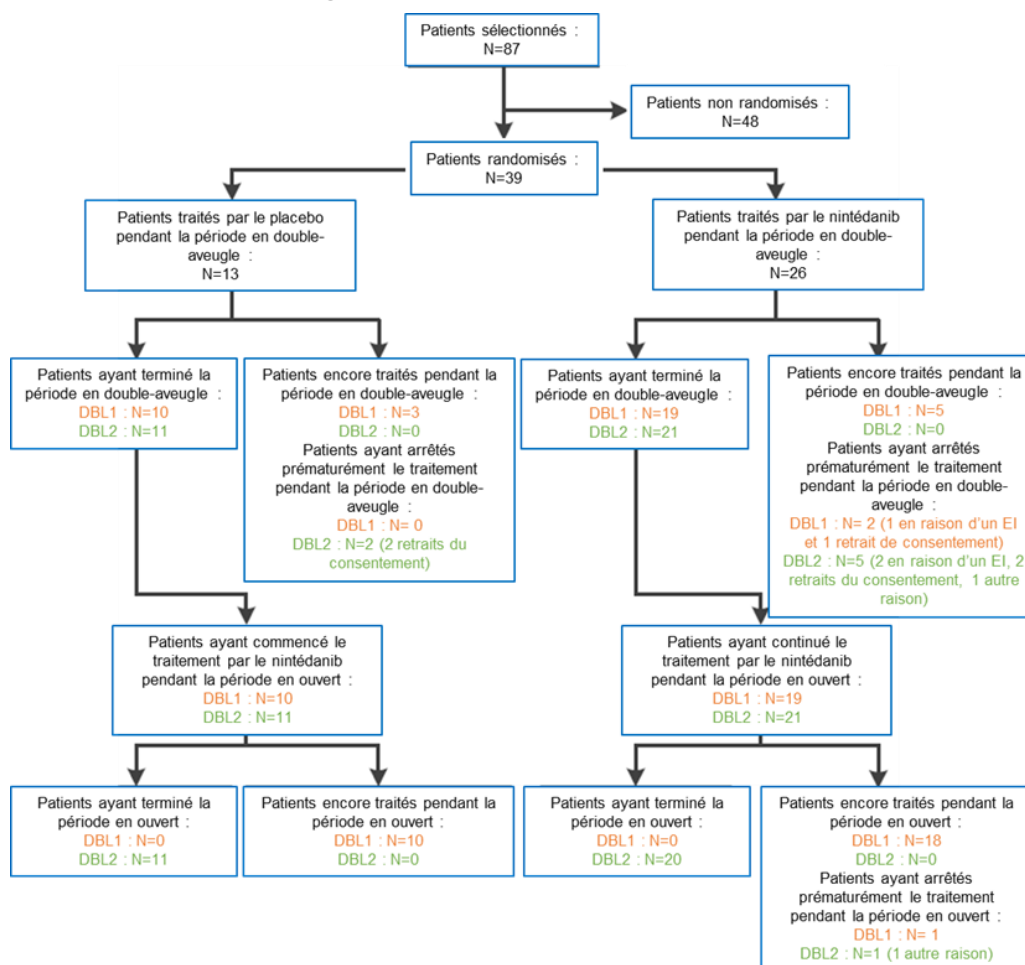 Patients sélectionnés :
N=87
Patients non randomisés :
N=48
Patients randomisés :
N=39
Patients traités par le placebo
pendant la période en double-
aveugle :
N=13
Patients traités par le nintédanib
pendant la période en double-
aveugle :
N=26
Patients ayant terminé la
période en double-aveugle :
DBL1 : N=10
DBL2 : N=11
Patients encore traités pendant la
période en double-aveugle :
DBL1 : N=3
DBL2 : N=0
Patients ayant arrêtés
prématurément le traitement
pendant la période en double-
aveugle :
DBL1 : N= 0
DBL2 : N=2 (2 retraits du
consentement)
Patients ayant terminé la
période en double-aveugle :
DBL1 : N=19
DBL2 : N=21
Patients encore traités pendant la
période en double-aveugle :
DBL1 : N=5
DBL2 : N=0
Patients ayant arrêtés
prématurément le traitement
pendant la période en double-
aveugle :
DBL1 : N= 2 (1 en raison d'un EI
et 1 retrait de consentement)
DBL2 : N=5 (2 en raison d'un EI, 2
retraits du consentement, 1 autre
raison)
Patients ayant commencé le
traitement par le nintédanib
pendant la période en ouvert :
DBL1 : N=10
DBL2 : N=11
Patients ayant continué le
traitement par le nintédanib
pendant la période en ouvert :
DBL1 : N=19
DBL2 : N=21
Patients ayant terminé la
période en ouvert :
DBL1 : N=0
DBL2 : N=11
Patients encore traités pendant la
période en ouvert :
DBL1 : N=10
DBL2 : N=0
Patients ayant terminé la
période en ouvert :
DBL1 : N=0
DBL2 : N=20
Patients encore traités pendant la
période en ouvert :
DBL1 : N=18
DBL2 : N=0
Patients ayant arrêtés
prématurément le traitement
pendant la période en ouvert :
DBL1 : N= 1
DBL2 : N=1 (1 autre raison)